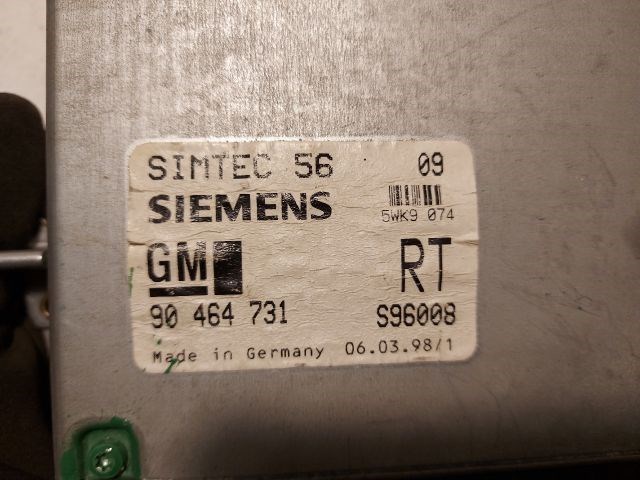 SIMTEC 56 09
SIEMENS
5WK9 074
GM RT
90 464 731 S96008
Made in Germany 06.03.98/1